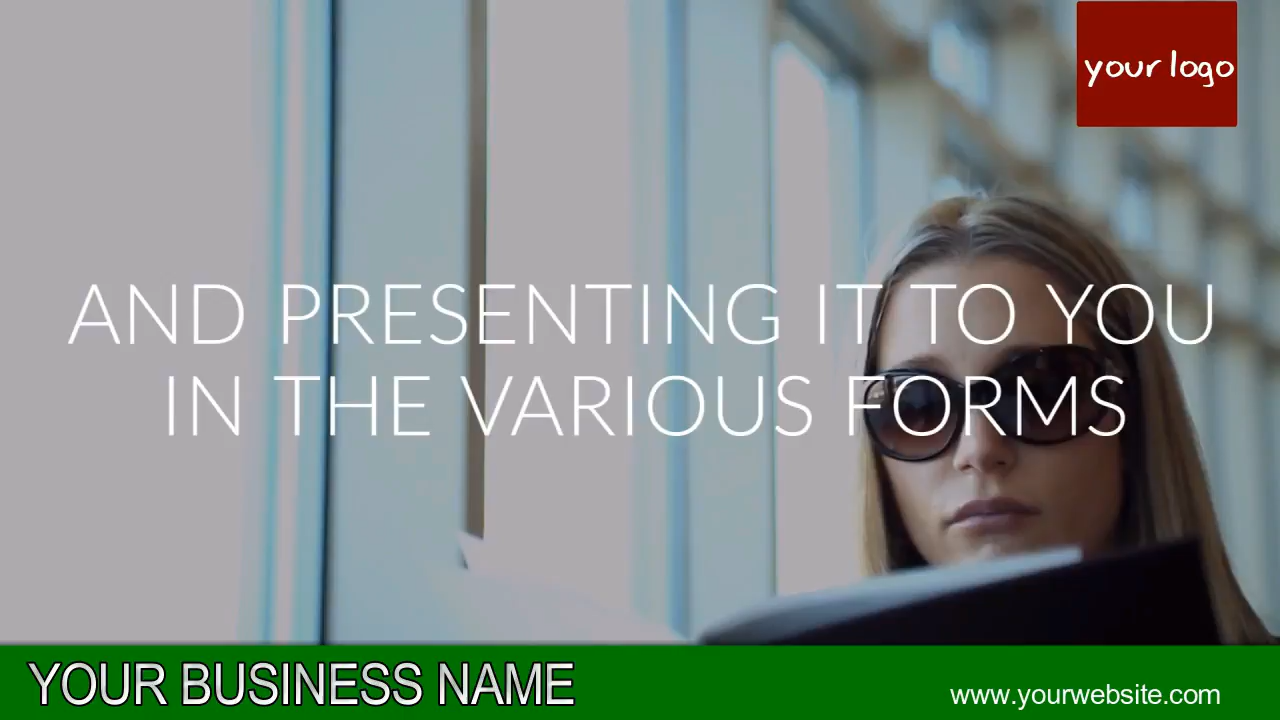 your logo
AND PRESENTING IT TO YOU
IN THE VARIOUS FORMS
YOUR BUSINESS NAME
www.yourwebsite.com